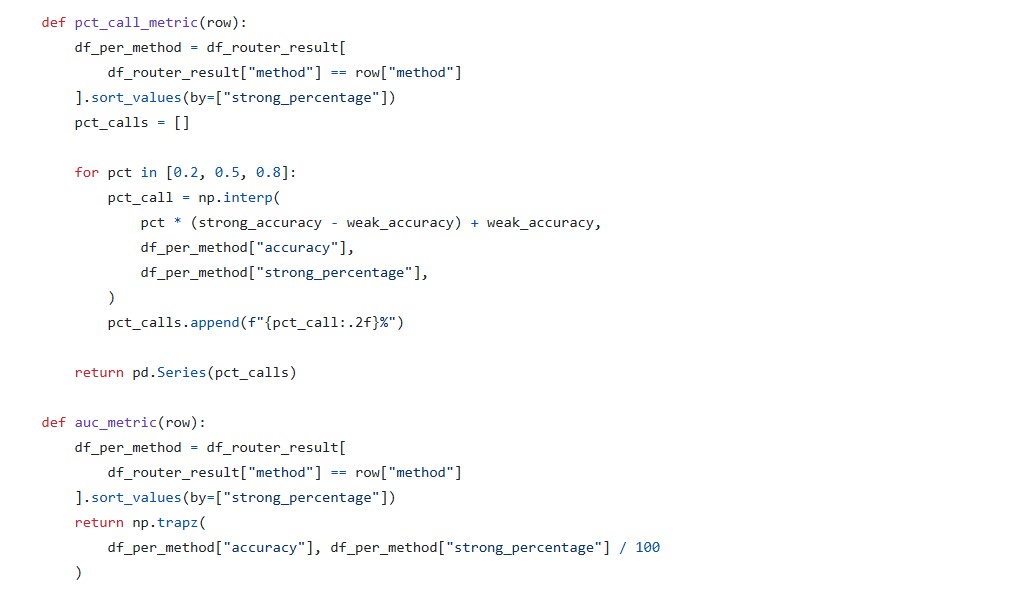 def pct_call_metric(row):
    df_per_method = df_router_result[
        df_router_result["method"] == row["method"]
    ].sort_values(by=["strong_percentage"])
    pct_calls = []

    for pct in [0.2, 0.5, 0.8]:
        pct_call = np.interp(
            pct * (strong_accuracy - weak_accuracy) + weak_accuracy,
            df_per_method["accuracy"],
            df_per_method["strong_percentage"],
        )
        pct_calls.append(f"{pct_call:.2f}%")

    return pd.Series(pct_calls)

def auc_metric(row):
    df_per_method = df_router_result[
        df_router_result["method"] == row["method"]
    ].sort_values(by=["strong_percentage"])
    return np.trapz(
        df_per_method["accuracy"], df_per_method["strong_percentage"] / 100
    )